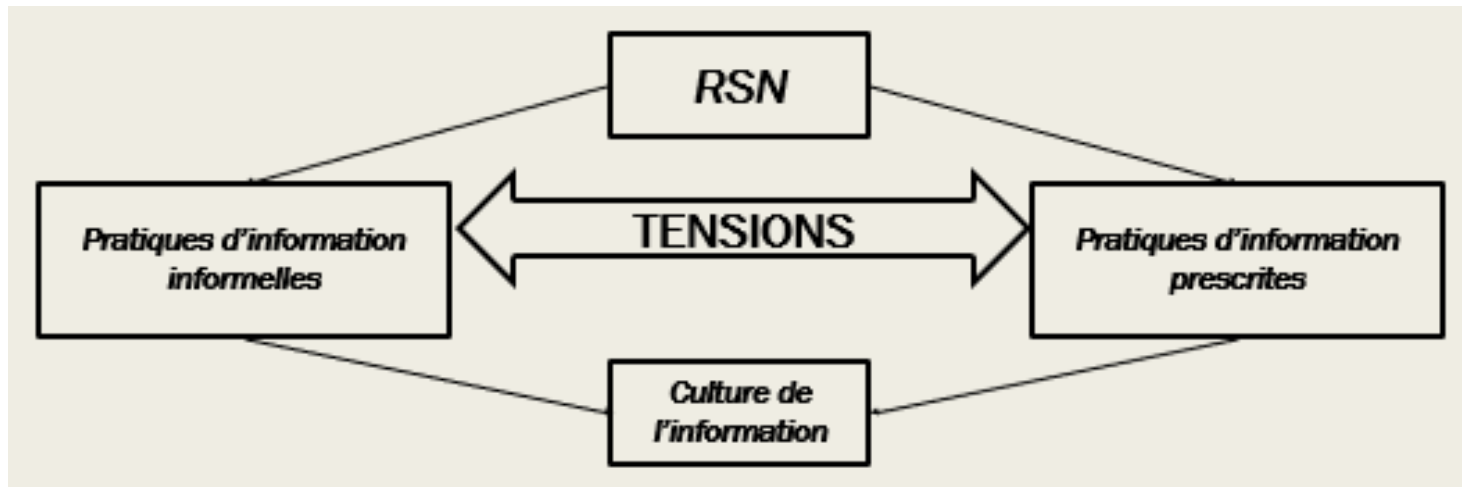 RSN
TENSIONS
Pratiques d'information
informelles
Pratiques d'information
prescrites
Culture de
l'information